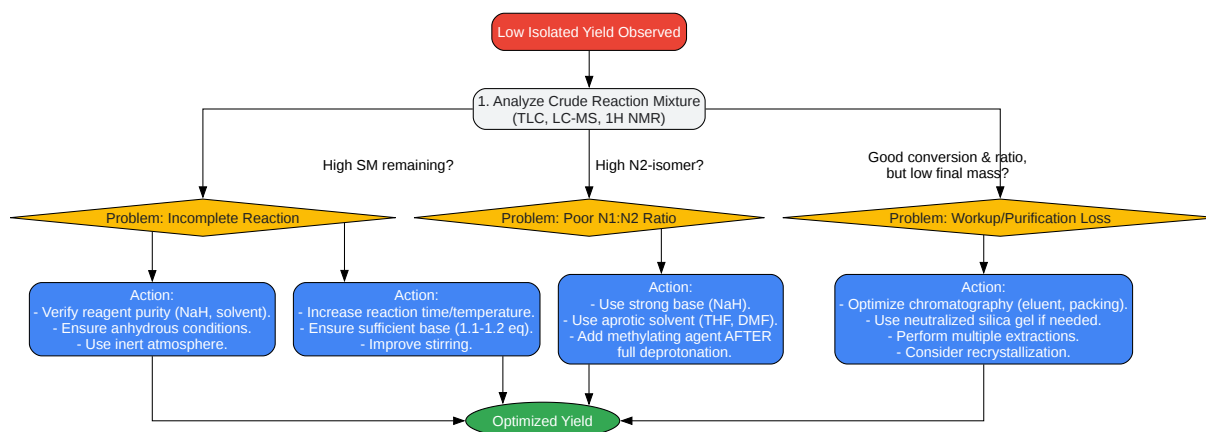 Low Isolated Yield Observed
1. Analyze Crude Reaction Mixture
(TLC, LC-MS, 1H NMR)
High SM remaining?
High N2-isomer?
Good conversion & ratio,
but low final mass?
Problem: Incomplete Reaction
Problem: Poor N1:N2 Ratio
Problem: Workup/Purification Loss
Action:
- Verify reagent purity (NaH, solvent).
- Ensure anhydrous conditions.
- Use inert atmosphere.
Action:
- Increase reaction time/temperature.
- Ensure sufficient base (1.1-1.2 eq).
- Improve stirring.
Action:
- Use strong base (NaH).
- Use aprotic solvent (THF, DMF).
- Add methylating agent AFTER
full deprotonation.
Action:
- Optimize chromatography (eluent, packing).
- Use neutralized silica gel if needed.
- Perform multiple extractions.
- Consider recrystallization.
Optimized Yield